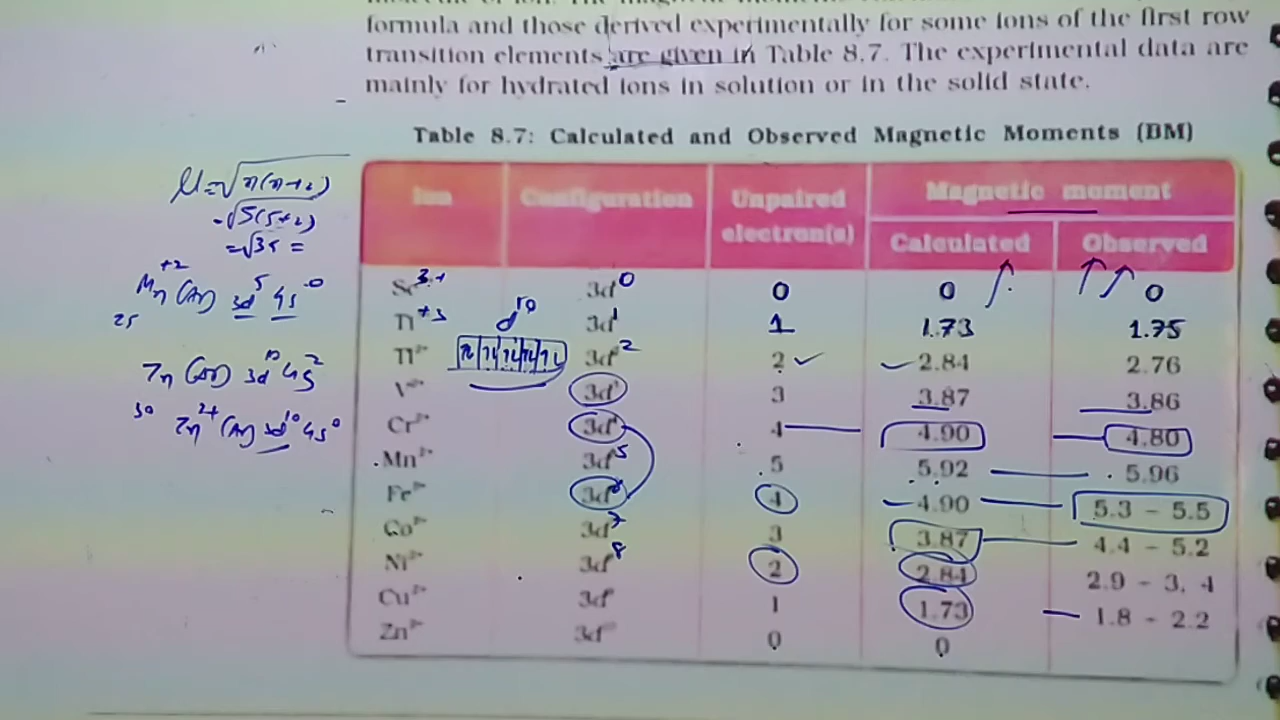 formula and those derived experimentally for some ions of the first row
transition elements are given in Table 8.7. The experimental data are
mainly for hydrated ions in solution or in the solid state.
Table 8.7: Calculated and Observed Magnetic Moments (BM)
μ=√n(n+2)
=√5(5+2)
=√35 =
Ion Configuration Unpaired electron(s) Magnetic moment
Calculated Observed
Sc3+ 3d0 0 0 0
Ti+3 3d1 1 1.73 1.75
Ti2+ 3d2 2 2.84 2.76
V2+ 3d 3 3.87 3.86
Cr2+ 3d 4 4.90 4.80
Mn2+ 3d5 5 5.92 5.96
Fe2+ 3d6 4 4.90 5.3 – 5.5
Co2+ 3d7 3 3.87 4.4 – 5.2
Ni2+ 3d8 2 2.84 2.9 – 3, 4
Cu2+ 3d 1 1.73 1.8 – 2.2
Zn2+ 3d 0 0
Mn+2 (Ar) 3d5 4s0
25
d10
Zn (Ar) 3d10 4s2
30 Zn2+ (Ar) 3d10 4s0